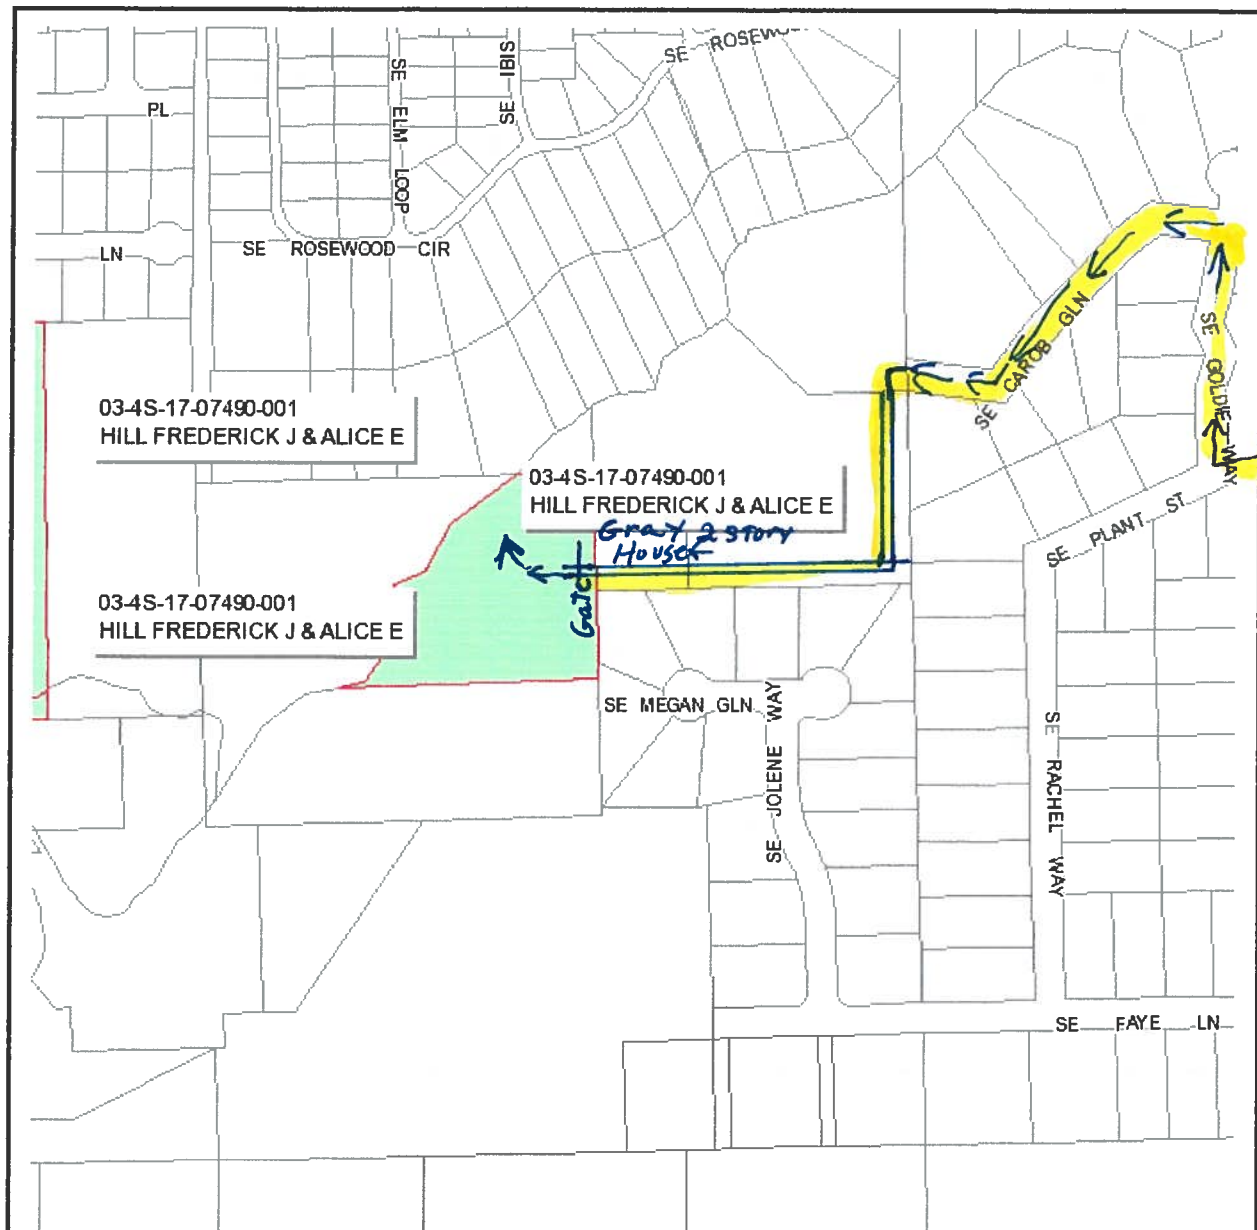 SE ROSEWO
SE IBIS
SE ELM LOOP
PL
LN
SE ROSEWOOD CIR
SE CAROB GLN
SE GOLDIE WAY
03-4S-17-07490-001
HILL FREDERICK J & ALICE E
03-4S-17-07490-001
HILL FREDERICK J & ALICE E
Gray 2 story
House
Gate
SE PLANT ST
03-4S-17-07490-001
HILL FREDERICK J & ALICE E
SE MEGAN GLN
SE JOLENE WAY
SE RACHEL WAY
SE FAYE LN